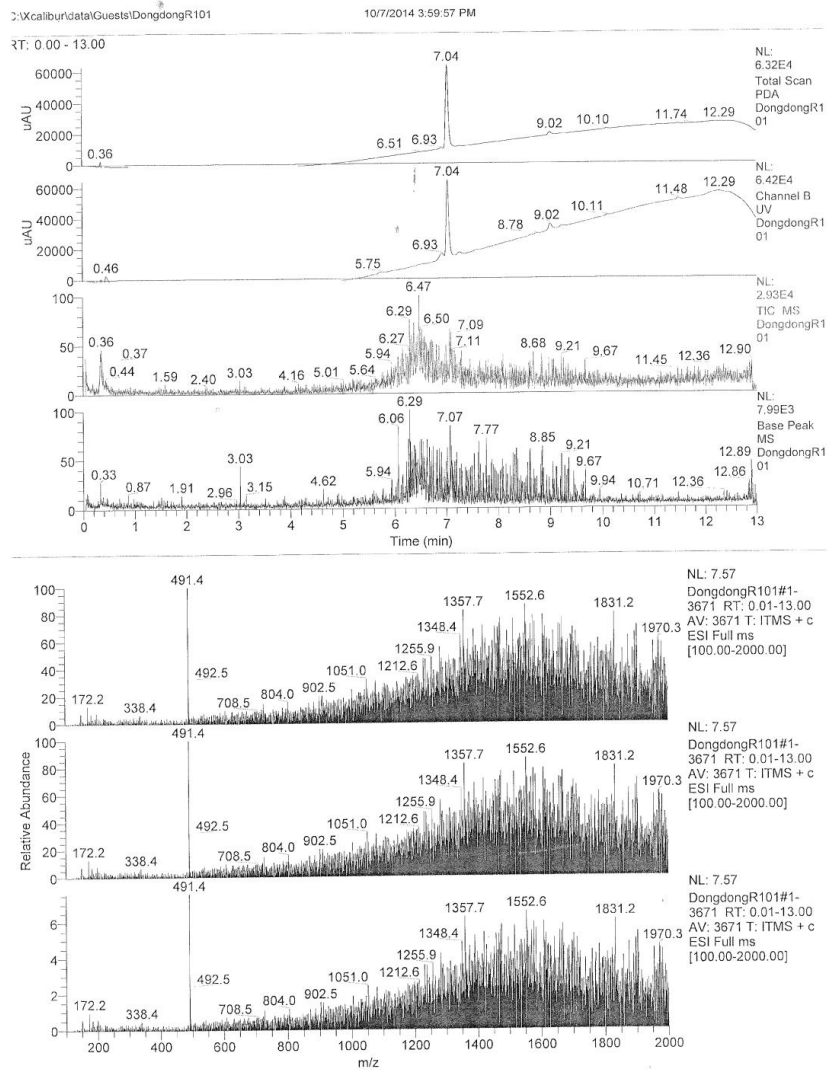 C:\Xcalibur\data\Guests\DongdongR101 10/7/2014 3:59:57 PM
RT: 0.00 - 13.00
7.04
60000
40000
20000
0
uAU
0.36
6.51 6.93
9.02 10.10 11.74 12.29
NL:
6.32E4
Total Scan
PDA
DongdongR1
01
7.04
60000
40000
20000
0
uAU
0.46
5.75
6.93
8.78 9.02 10.11 11.48 12.29
NL:
6.42E4
Channel B
UV
DongdongR1
01
100
50
0
0.36
0.37
0.44 1.59 2.40 3.03 4.16 5.01 5.64
5.94
6.27
6.29
6.47
6.50
7.09
7.11
8.68 9.21 9.67 11.45 12.36 12.90
NL:
2.93E4
TIC MS
DongdongR1
01
100
50
0
0.33 0.87 1.91 2.96
3.03
3.15 4.62 5.94
6.06
6.29
7.07
7.77
8.85
9.21
9.67
9.94 10.71 12.36 12.86
12.89
NL:
7.99E3
Base Peak
MS
DongdongR1
01
0 1 2 3 4 5 6 7 8 9 10 11 12 13
Time (min)
491.4
100
80
60
40
20
0
172.2 338.4
492.5
708.5 804.0 902.5 1051.0 1212.6
1255.9
1348.4
1357.7 1552.6 1831.2
1970.3
NL: 7.57
DongdongR101#1-
3671 RT: 0.01-13.00
AV: 3671 T: ITMS + c
ESI Full ms
[100.00-2000.00]
491.4
100
80
60
40
20
0
Relative Abundance
172.2 338.4
492.5
708.5 804.0 902.5 1051.0 1212.6
1255.9
1348.4
1357.7 1552.6 1831.2
1970.3
NL: 7.57
DongdongR101#1-
3671 RT: 0.01-13.00
AV: 3671 T: ITMS + c
ESI Full ms
[100.00-2000.00]
491.4
6
4
2
0
172.2 338.4
492.5
708.5 804.0 902.5 1051.0 1212.6
1255.9
1348.4
1357.7 1552.6 1831.2
1970.3
NL: 7.57
DongdongR101#1-
3671 RT: 0.01-13.00
AV: 3671 T: ITMS + c
ESI Full ms
[100.00-2000.00]
200 400 600 800 1000 1200 1400 1600 1800 2000
m/z